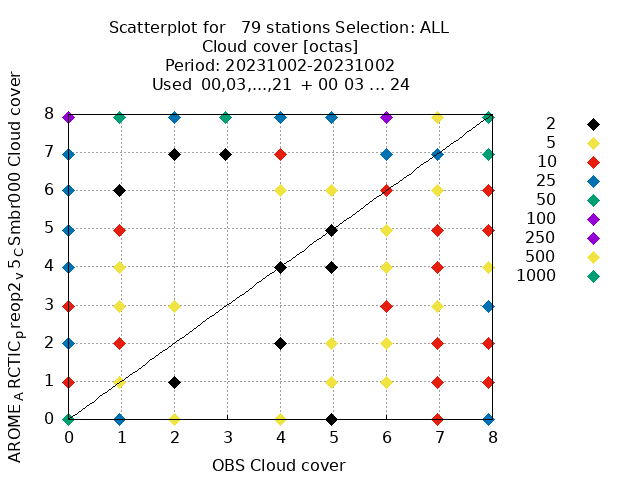 Scatterplot for 79 stations Selection: ALL
Cloud cover [octas]
Period: 20231002-20231002
Used 00,03,...,21 + 00 03 ... 24
AROME_ARCTIC_preop2_v5_CSmbr000 Cloud cover
8
7
6
5
4
3
2
1
0
0 1 2 3 4 5 6 7 8
OBS Cloud cover
2
5
10
25
50
100
250
500
1000